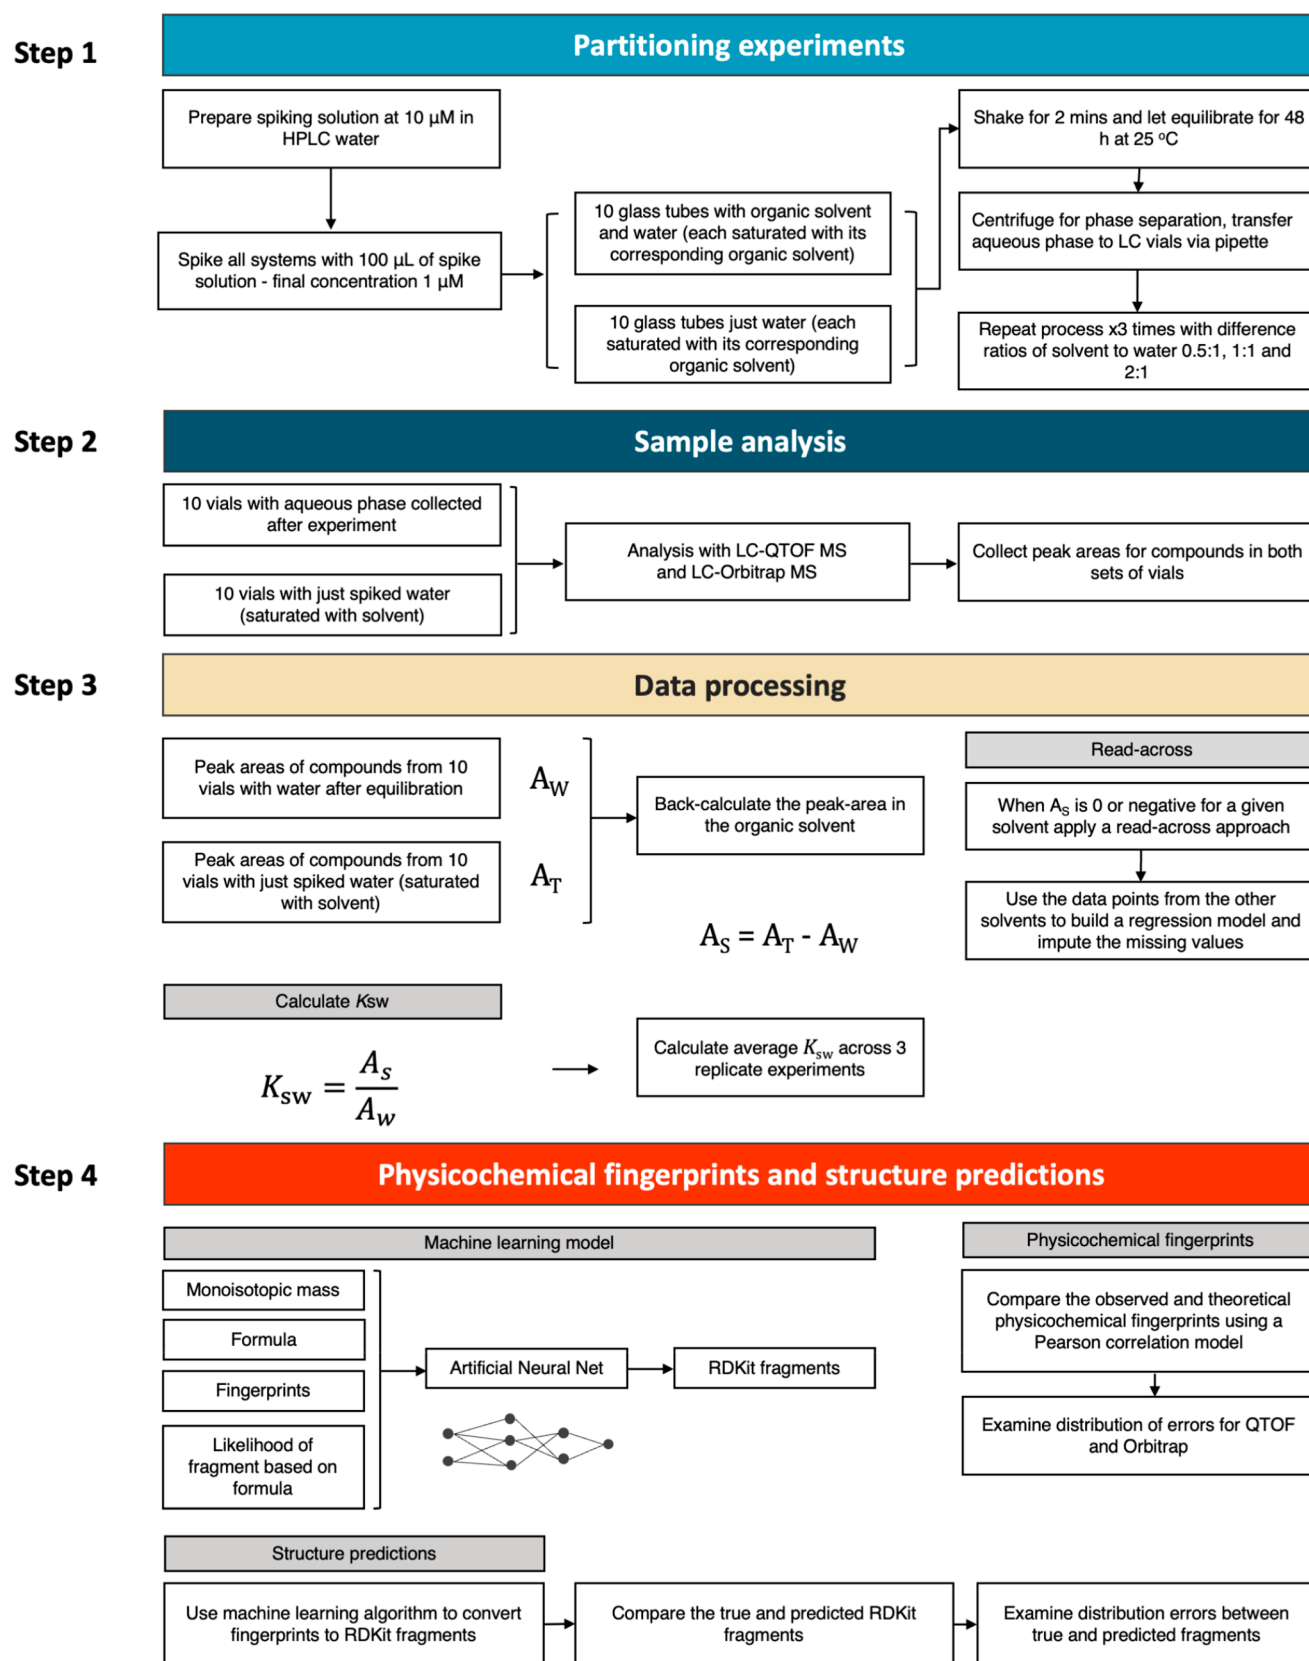 Step 1
Partitioning experiments
Prepare spiking solution at 10 µM in
HPLC water
Spike all systems with 100 µL of spike
solution - final concentration 1 µM
10 glass tubes with organic solvent
and water (each saturated with its
corresponding organic solvent)
10 glass tubes just water (each
saturated with its corresponding
organic solvent)
Shake for 2 mins and let equilibrate for 48
h at 25 ºC
Centrifuge for phase separation, transfer
aqueous phase to LC vials via pipette
Repeat process x3 times with difference
ratios of solvent to water 0.5:1, 1:1 and
2:1
Step 2
Sample analysis
10 vials with aqueous phase collected
after experiment
10 vials with just spiked water
(saturated with solvent)
Analysis with LC-QTOF MS
and LC-Orbitrap MS
Collect peak areas for compounds in both
sets of vials
Step 3
Data processing
Peak areas of compounds from 10
vials with water after equilibration
A_W
Peak areas of compounds from 10
vials with just spiked water (saturated
with solvent)
A_T
Back-calculate the peak-area in
the organic solvent
A_S = A_T - A_W
Read-across
When A_S is 0 or negative for a given
solvent apply a read-across approach
Use the data points from the other
solvents to build a regression model and
impute the missing values
Calculate Ksw
K_sw = A_s / A_w
Calculate average K_sw across 3
replicate experiments
Step 4
Physicochemical fingerprints and structure predictions
Machine learning model
Monoisotopic mass
Formula
Fingerprints
Likelihood of
fragment based on
formula
Artificial Neural Net
RDKit fragments
Physicochemical fingerprints
Compare the observed and theoretical
physicochemical fingerprints using a
Pearson correlation model
Examine distribution of errors for QTOF
and Orbitrap
Structure predictions
Use machine learning algorithm to convert
fingerprints to RDKit fragments
Compare the true and predicted RDKit
fragments
Examine distribution errors between
true and predicted fragments